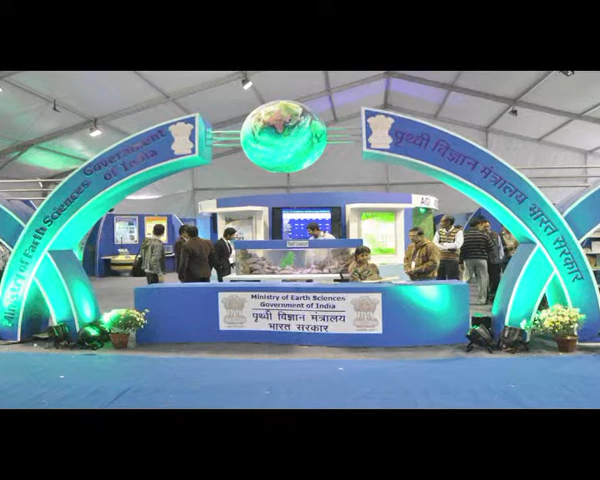 Ministry of Earth Sciences Government
of India
पृथ्वी विज्ञान मंत्रालय भारत सरकार
Ministry of Earth Sciences
Government of India
पृथ्वी विज्ञान मंत्रालय
भारत सरकार